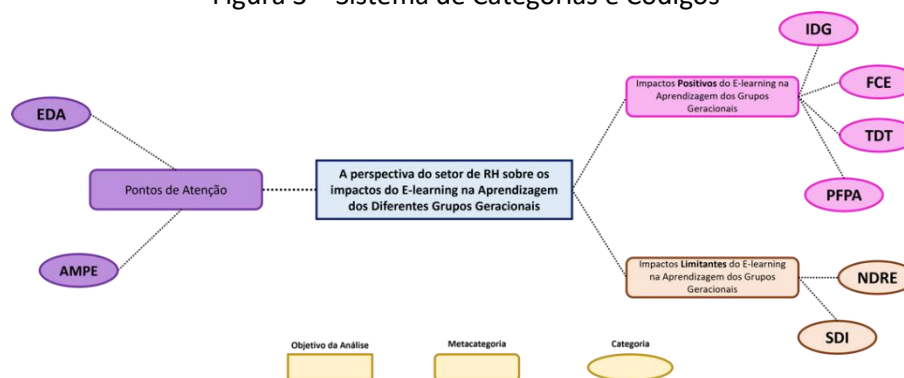 Figura 3 – Sistema de Categorias e Códigos
IDG
Impactos Positivos do E-learning na
Aprendizagem dos Grupos
Geracionais
FCE
EDA
TDT
A perspectiva do setor de RH sobre os
impactos do E-learning na Aprendizagem
dos Diferentes Grupos Geracionais
Pontos de Atenção
PFPA
AMPE
Impactos Limitantes do E-learning
na Aprendizagem dos Grupos
Geracionais
NDRE
SDI
Objetivo da Análise
Metacategoria
Categoria